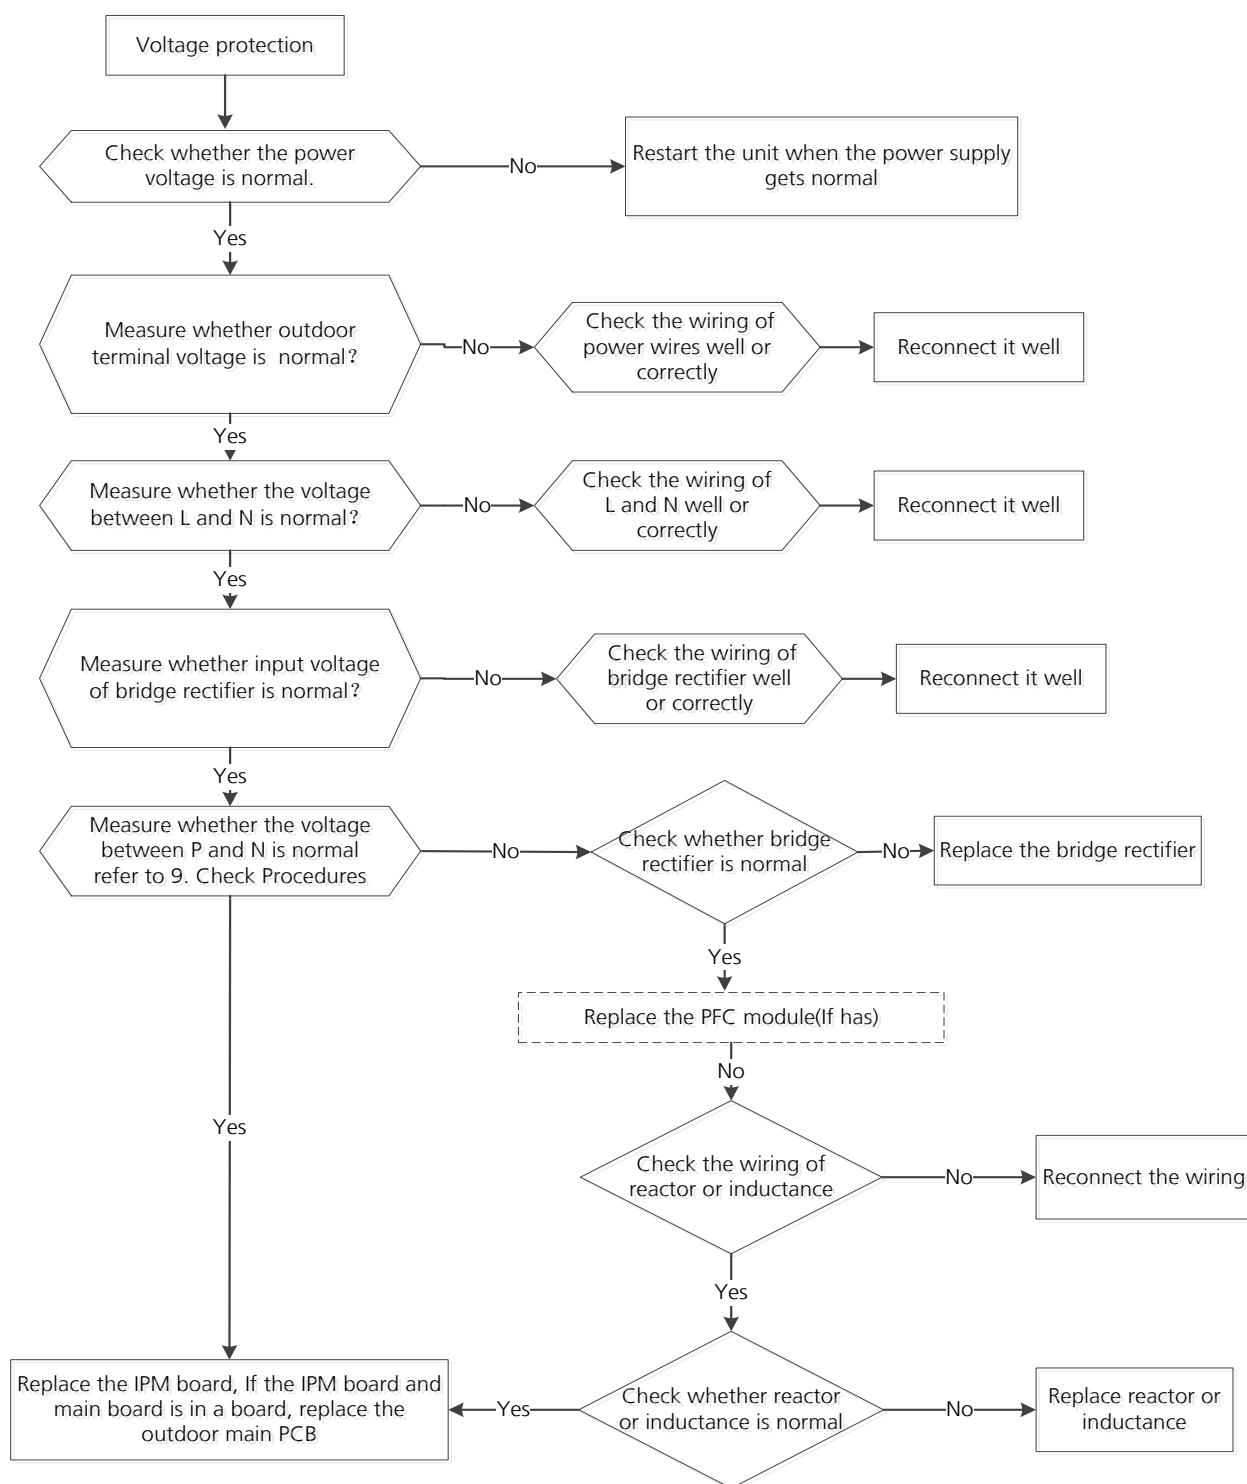 Voltage protection
Check whether the power
voltage is normal.
No
Restart the unit when the power supply
gets normal
Yes
Measure whether outdoor
terminal voltage is normal?
No
Check the wiring of
power wires well or
correctly
Reconnect it well
Yes
Measure whether the voltage
between L and N is normal?
No
Check the wiring of
L and N well or
correctly
Reconnect it well
Yes
Measure whether input voltage
of bridge rectifier is normal?
No
Check the wiring of
bridge rectifier well
or correctly
Reconnect it well
Yes
Measure whether the voltage
between P and N is normal
refer to 9. Check Procedures
No
Check whether bridge
rectifier is normal
No
Replace the bridge rectifier
Yes
Replace the PFC module(If has)
No
Yes
Check the wiring of
reactor or inductance
No
Reconnect the wiring
Yes
Replace the IPM board, If the IPM board and
main board is in a board, replace the
outdoor main PCB
Yes
Check whether reactor
or inductance is normal
No
Replace reactor or
inductance